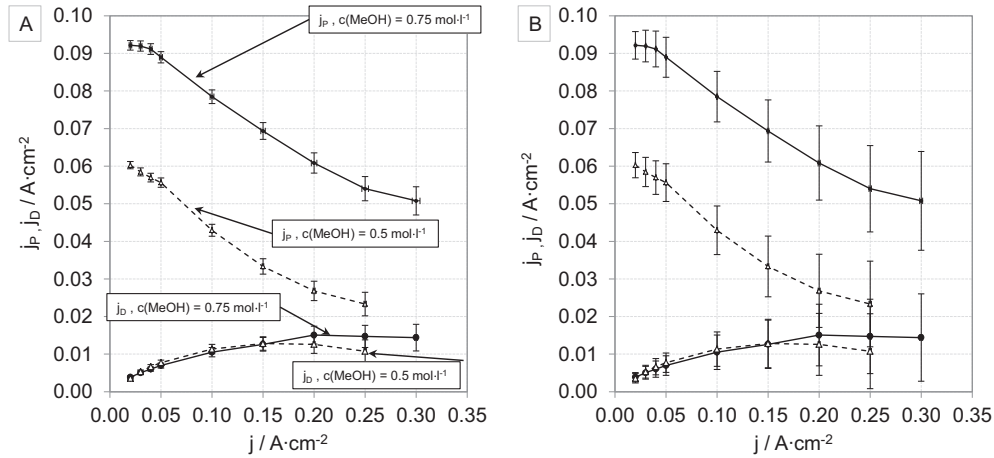 A
0.10
0.09
0.08
0.07
0.06
0.05
0.04
0.03
0.02
0.01
0.00
jP, jD / A·cm-2
jP , c(MeOH) = 0.75 mol·l-1
jP , c(MeOH) = 0.5 mol·l-1
jD , c(MeOH) = 0.75 mol·l-1
jD , c(MeOH) = 0.5 mol·l-1
0.00 0.05 0.10 0.15 0.20 0.25 0.30 0.35
j / A·cm-2
B
0.10
0.09
0.08
0.07
0.06
0.05
0.04
0.03
0.02
0.01
0.00
jP, jD / A·cm-2
0.00 0.05 0.10 0.15 0.20 0.25 0.30 0.35
j / A·cm-2